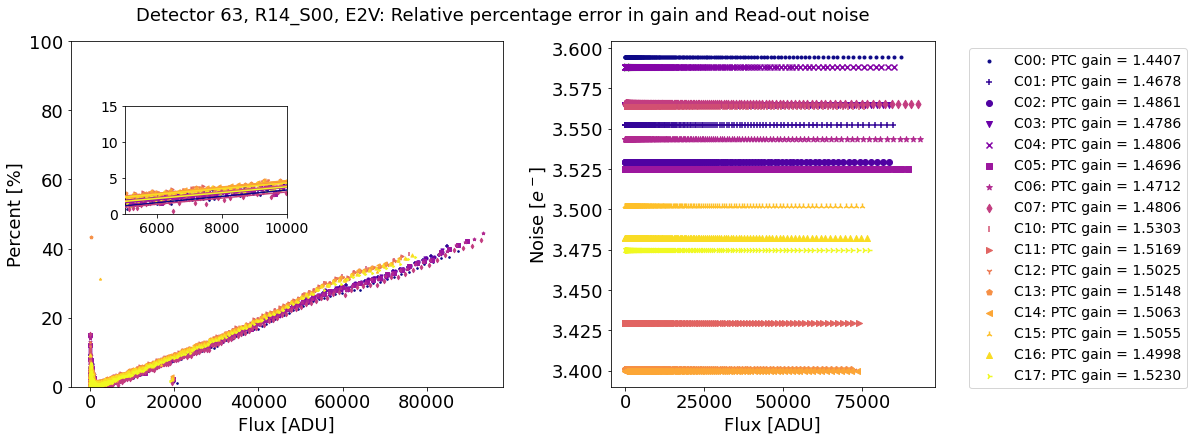 Detector 63, R14_S00, E2V: Relative percentage error in gain and Read-out noise
Percent [%]
100
80
60
40
20
0
15
10
5
0
6000 8000 10000
0 20000 40000 60000 80000
Flux [ADU]
Noise [e⁻]
3.600
3.575
3.550
3.525
3.500
3.475
3.450
3.425
3.400
0 25000 50000 75000
Flux [ADU]
C00: PTC gain = 1.4407
C01: PTC gain = 1.4678
C02: PTC gain = 1.4861
C03: PTC gain = 1.4786
C04: PTC gain = 1.4806
C05: PTC gain = 1.4696
C06: PTC gain = 1.4712
C07: PTC gain = 1.4806
C10: PTC gain = 1.5303
C11: PTC gain = 1.5169
C12: PTC gain = 1.5025
C13: PTC gain = 1.5148
C14: PTC gain = 1.5063
C15: PTC gain = 1.5055
C16: PTC gain = 1.4998
C17: PTC gain = 1.5230